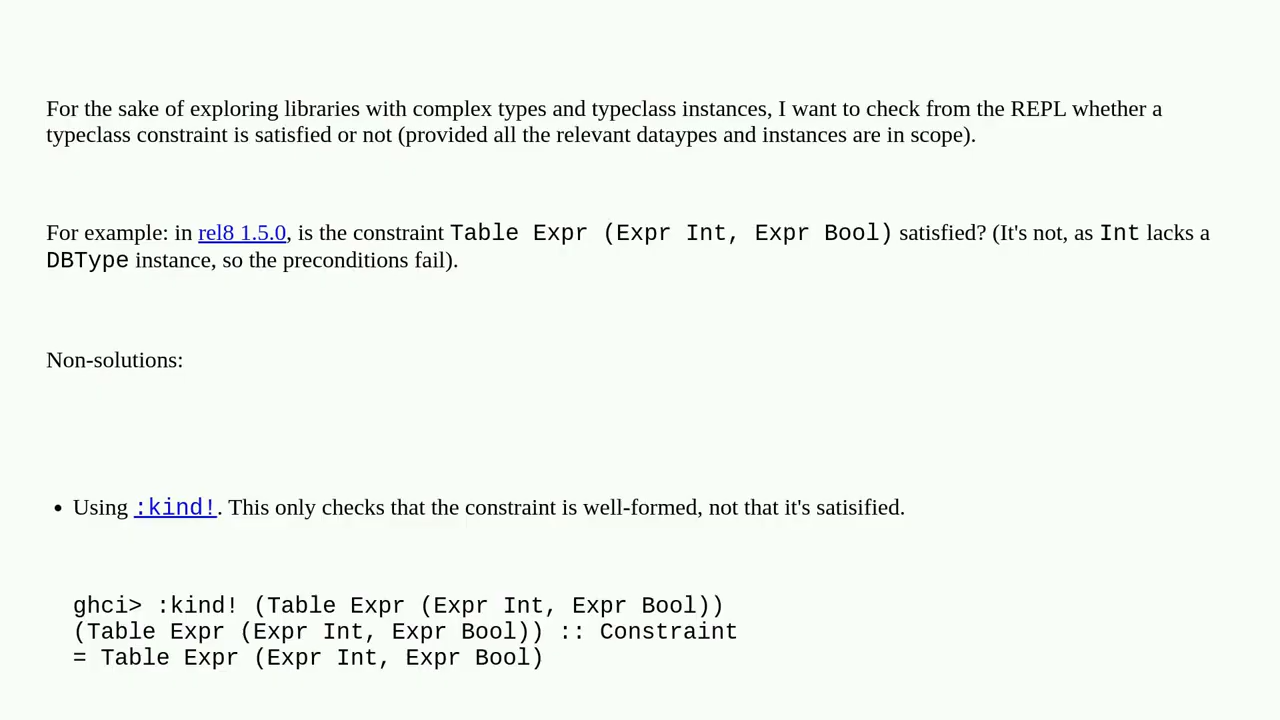 For the sake of exploring libraries with complex types and typeclass instances, I want to check from the REPL whether a
typeclass constraint is satisfied or not (provided all the relevant dataypes and instances are in scope).
For example: in rel8 1.5.0, is the constraint Table Expr (Expr Int, Expr Bool) satisfied? (It's not, as Int lacks a
DBType instance, so the preconditions fail).
Non-solutions:
• Using :kind!. This only checks that the constraint is well-formed, not that it's satisified.
ghci> :kind! (Table Expr (Expr Int, Expr Bool))
(Table Expr (Expr Int, Expr Bool)) :: Constraint
= Table Expr (Expr Int, Expr Bool)